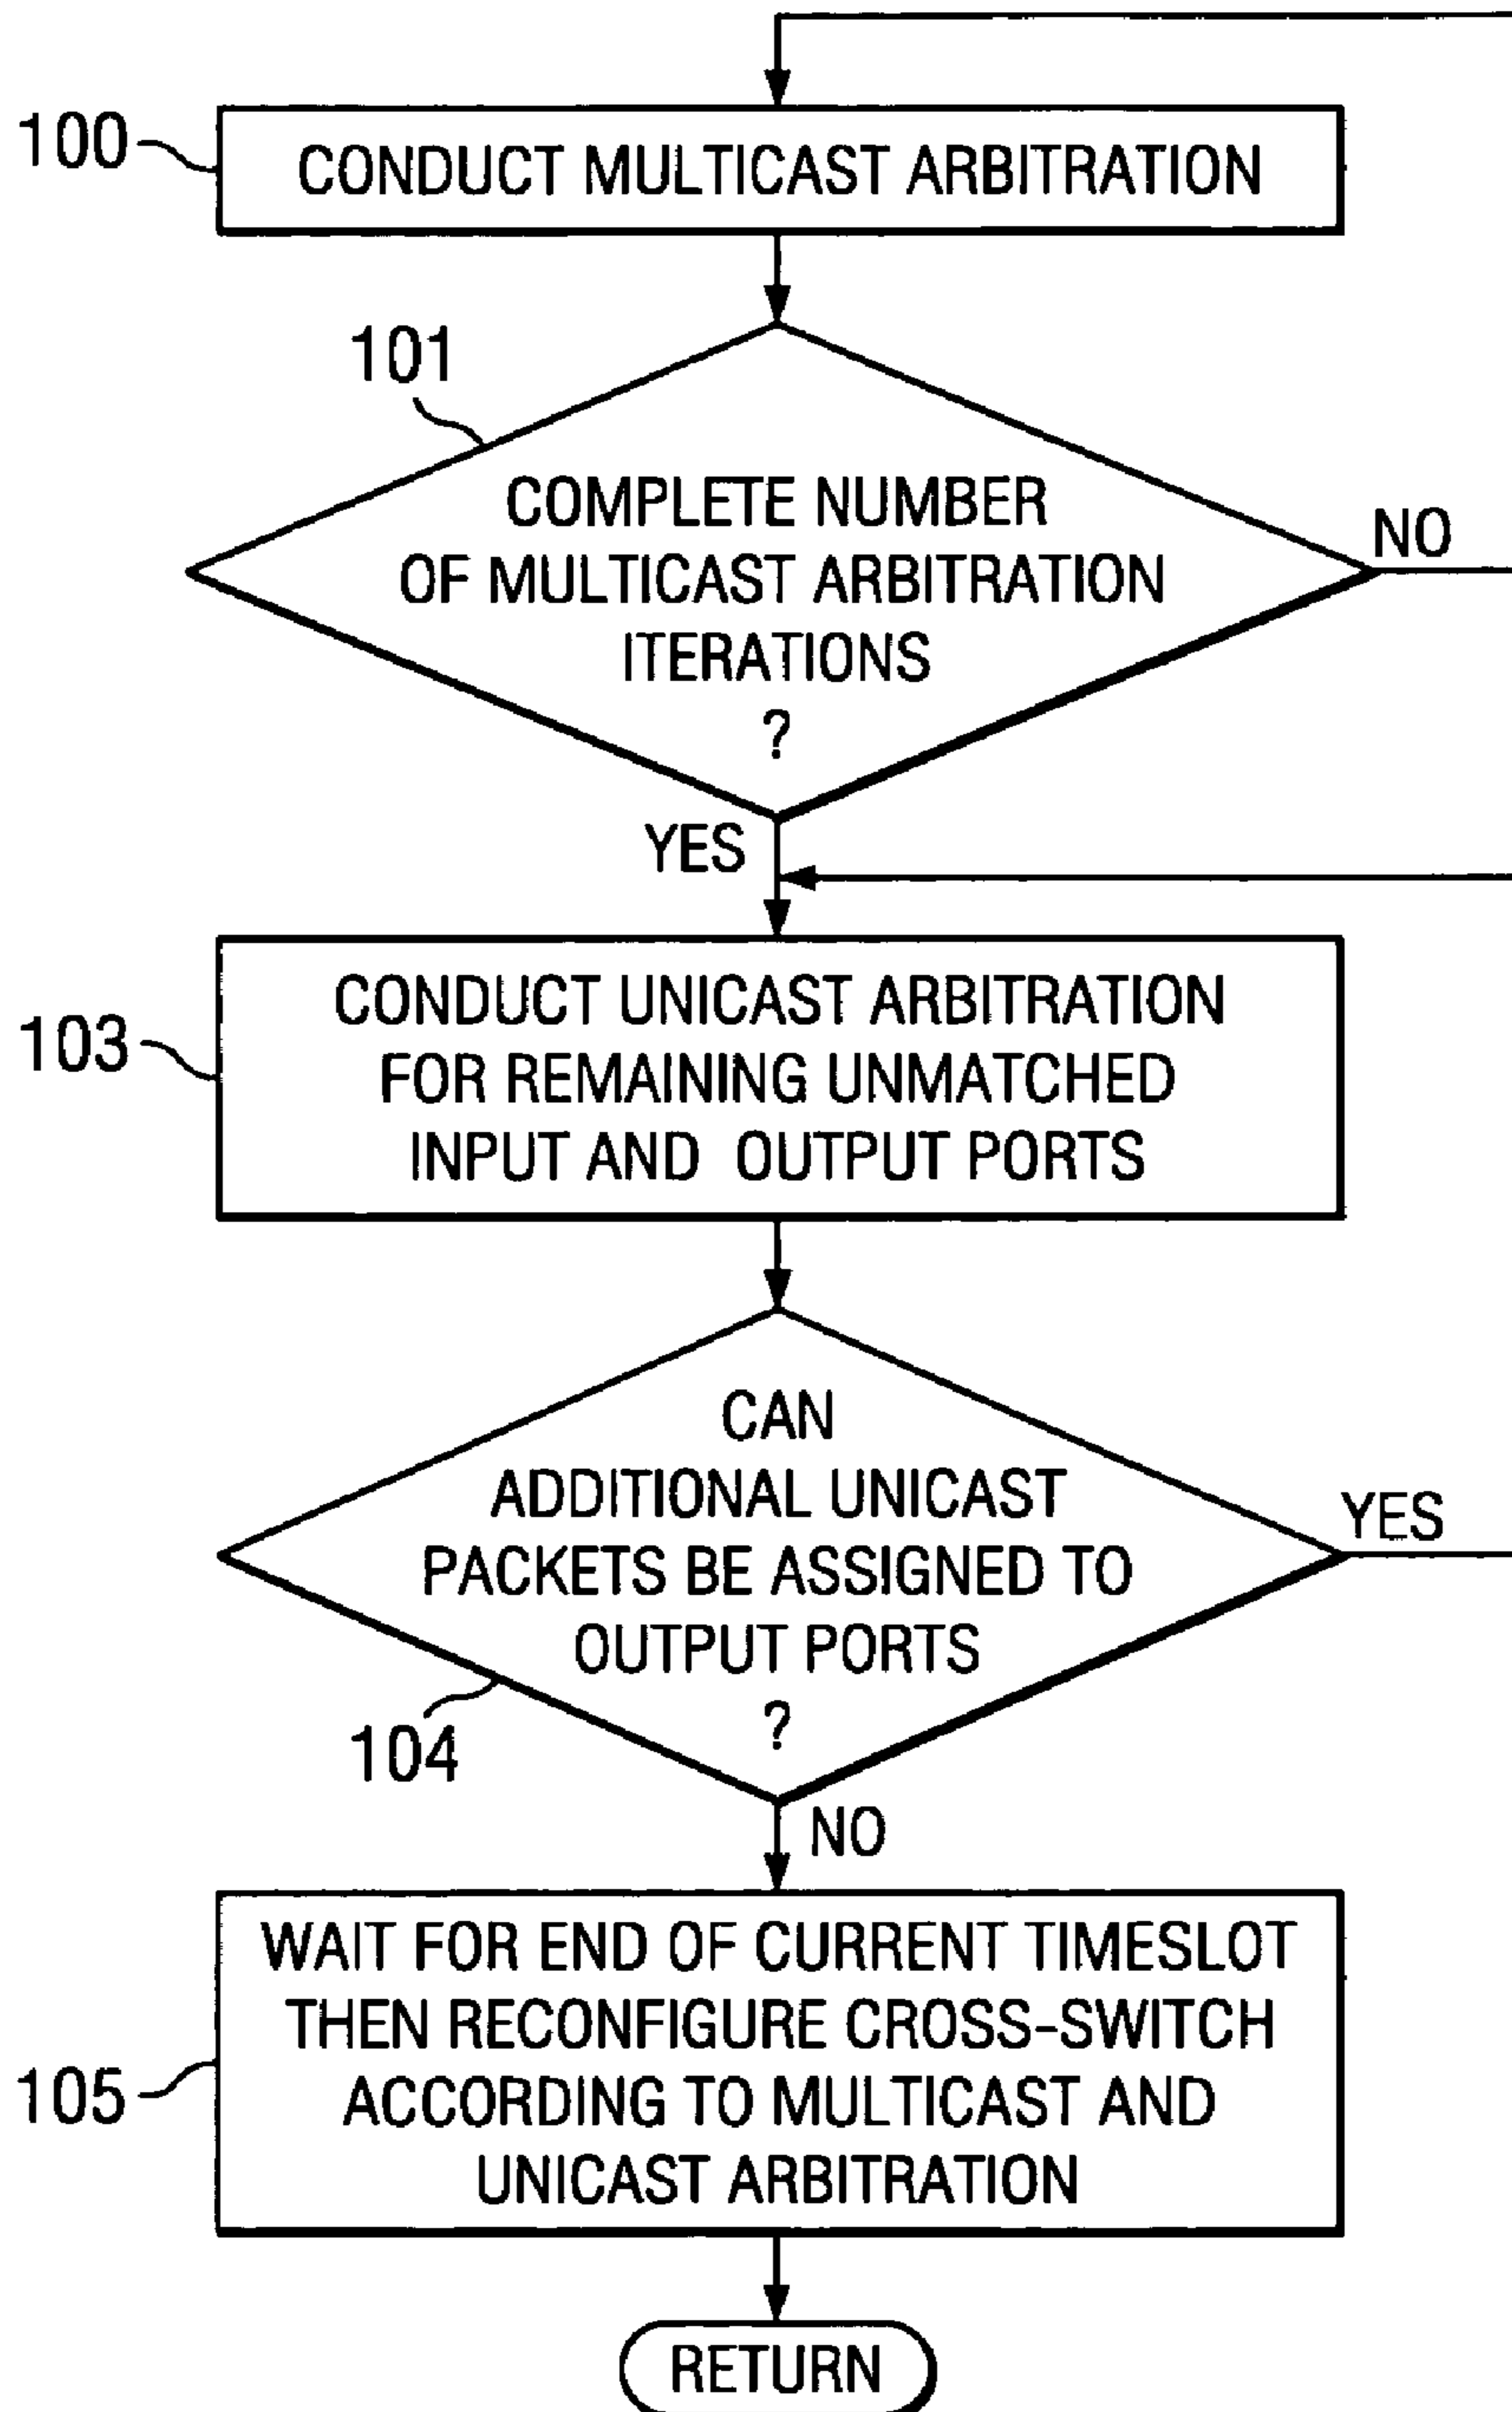 100
CONDUCT MULTICAST ARBITRATION
101
COMPLETE NUMBER
OF MULTICAST ARBITRATION
ITERATIONS
?
NO
YES
103
CONDUCT UNICAST ARBITRATION
FOR REMAINING UNMATCHED
INPUT AND OUTPUT PORTS
CAN
ADDITIONAL UNICAST
PACKETS BE ASSIGNED TO
OUTPUT PORTS
?
YES
104
NO
105
WAIT FOR END OF CURRENT TIMESLOT
THEN RECONFIGURE CROSS-SWITCH
ACCORDING TO MULTICAST AND
UNICAST ARBITRATION
RETURN